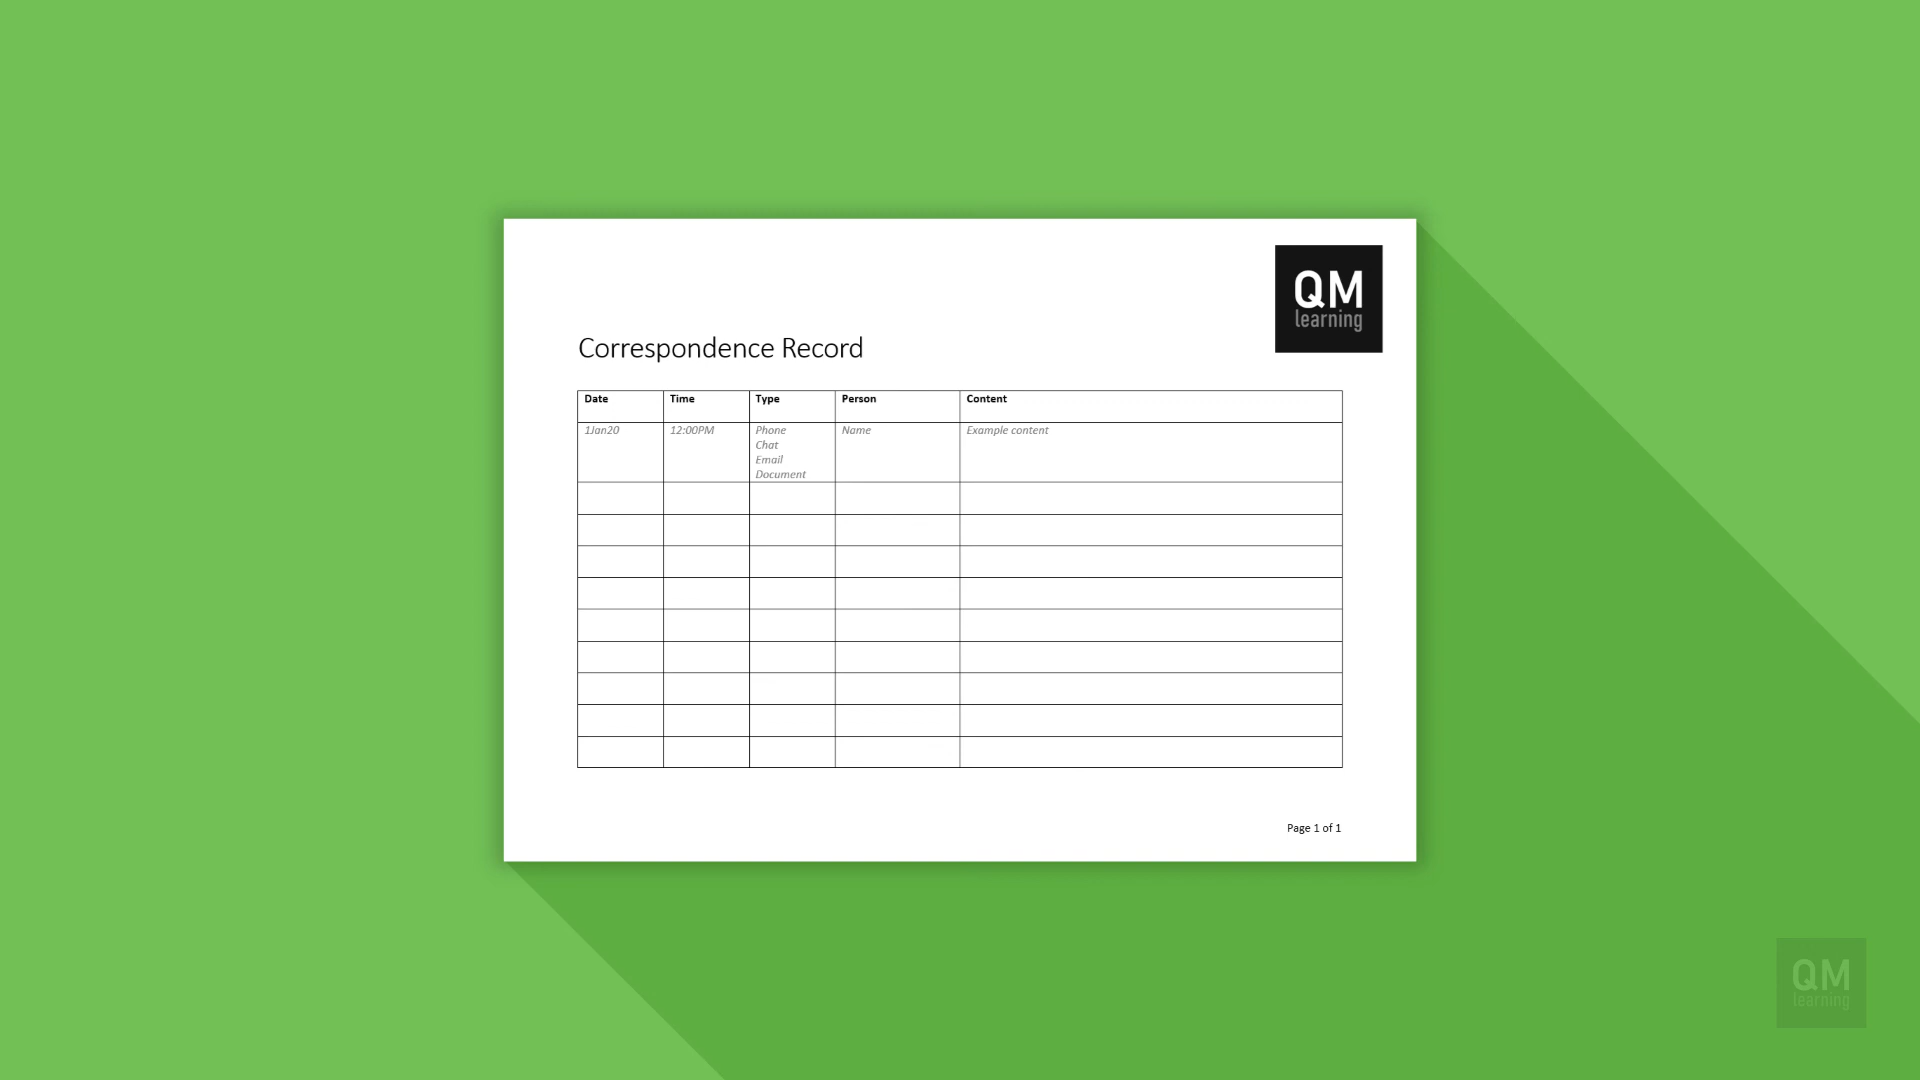 QM
learning
Correspondence Record
Date Time Type Person Content
1Jan20 12:00PM Phone Name Example content
Chat
Email
Document
Page 1 of 1
QM
learning